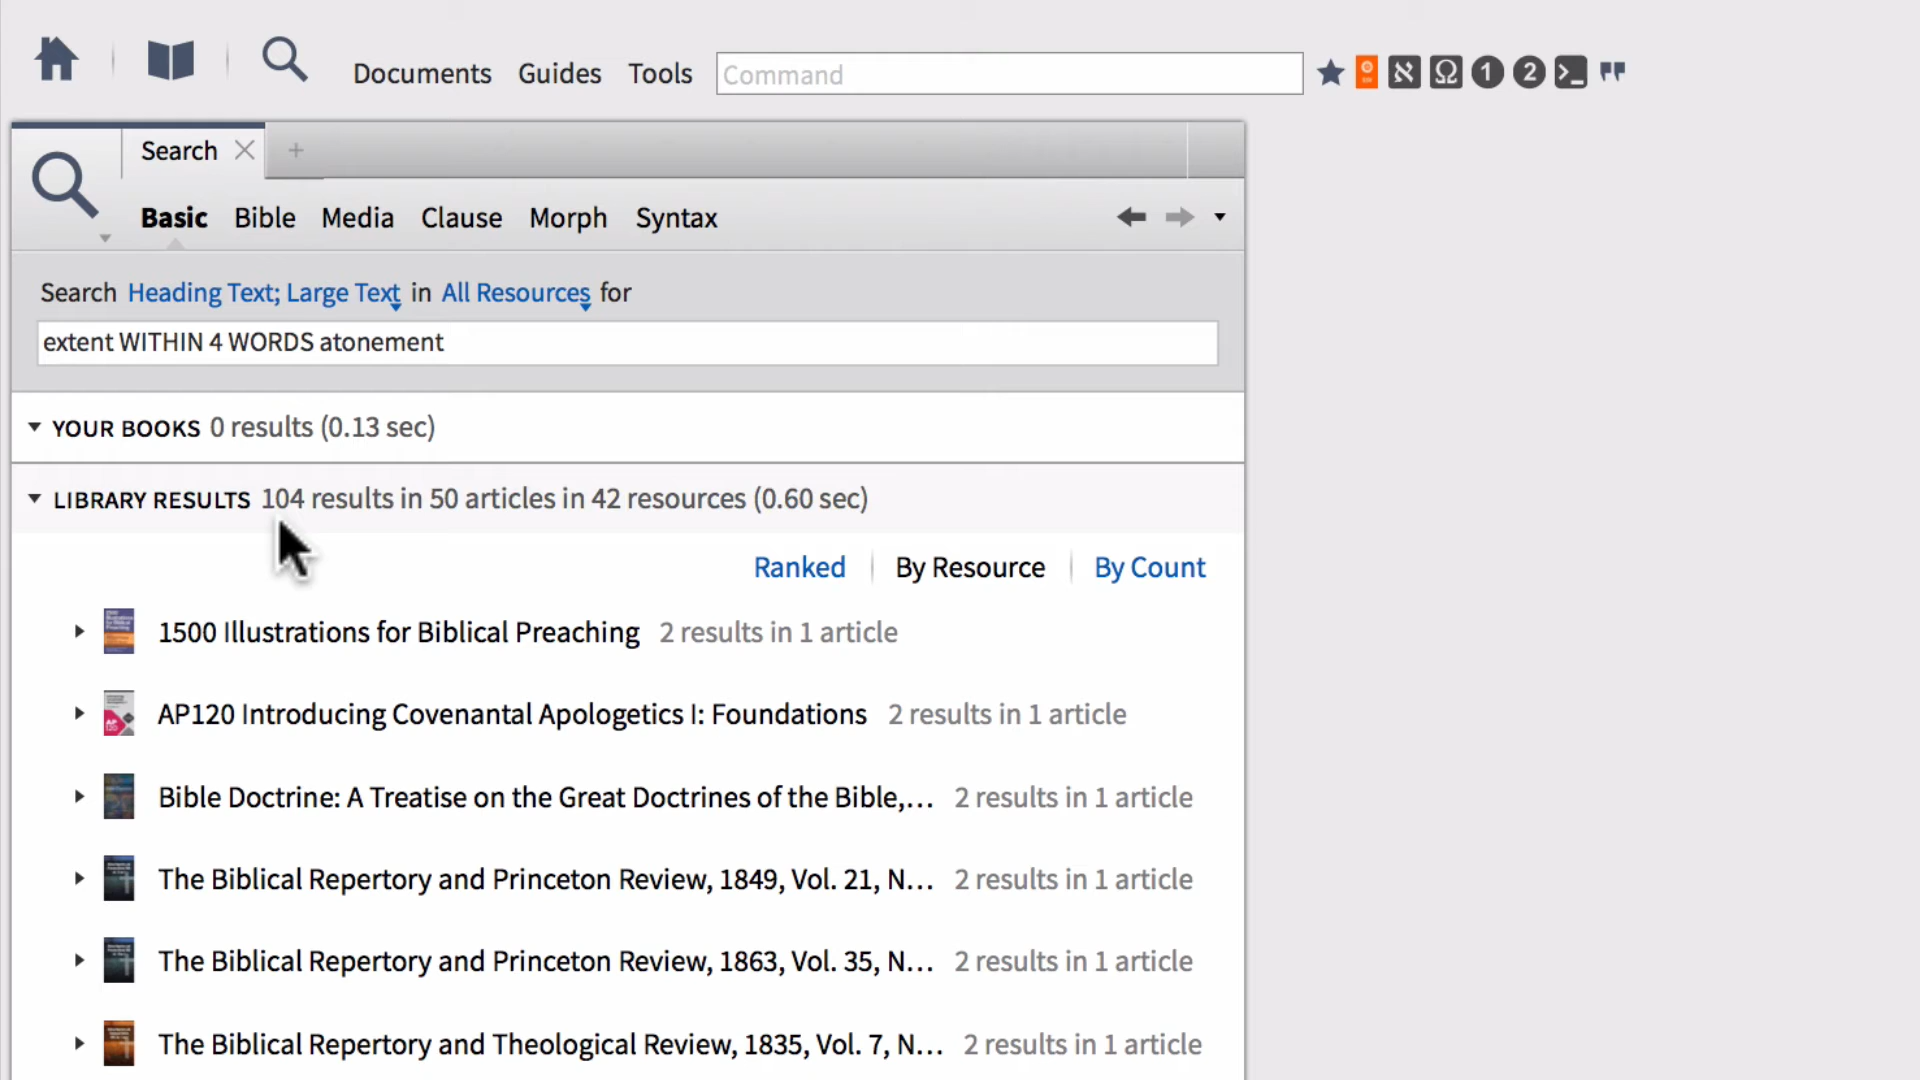 Documents Guides Tools Command 1 2
Search
Basic Bible Media Clause Morph Syntax
Search Heading Text; Large Text in All Resources for
extent WITHIN 4 WORDS atonement
YOUR BOOKS 0 results (0.13 sec)
LIBRARY RESULTS 104 results in 50 articles in 42 resources (0.60 sec)
Ranked By Resource By Count
1500 Illustrations for Biblical Preaching 2 results in 1 article
AP120 Introducing Covenantal Apologetics I: Foundations 2 results in 1 article
Bible Doctrine: A Treatise on the Great Doctrines of the Bible,... 2 results in 1 article
The Biblical Repertory and Princeton Review, 1849, Vol. 21, N... 2 results in 1 article
The Biblical Repertory and Princeton Review, 1863, Vol. 35, N... 2 results in 1 article
The Biblical Repertory and Theological Review, 1835, Vol. 7, N... 2 results in 1 article